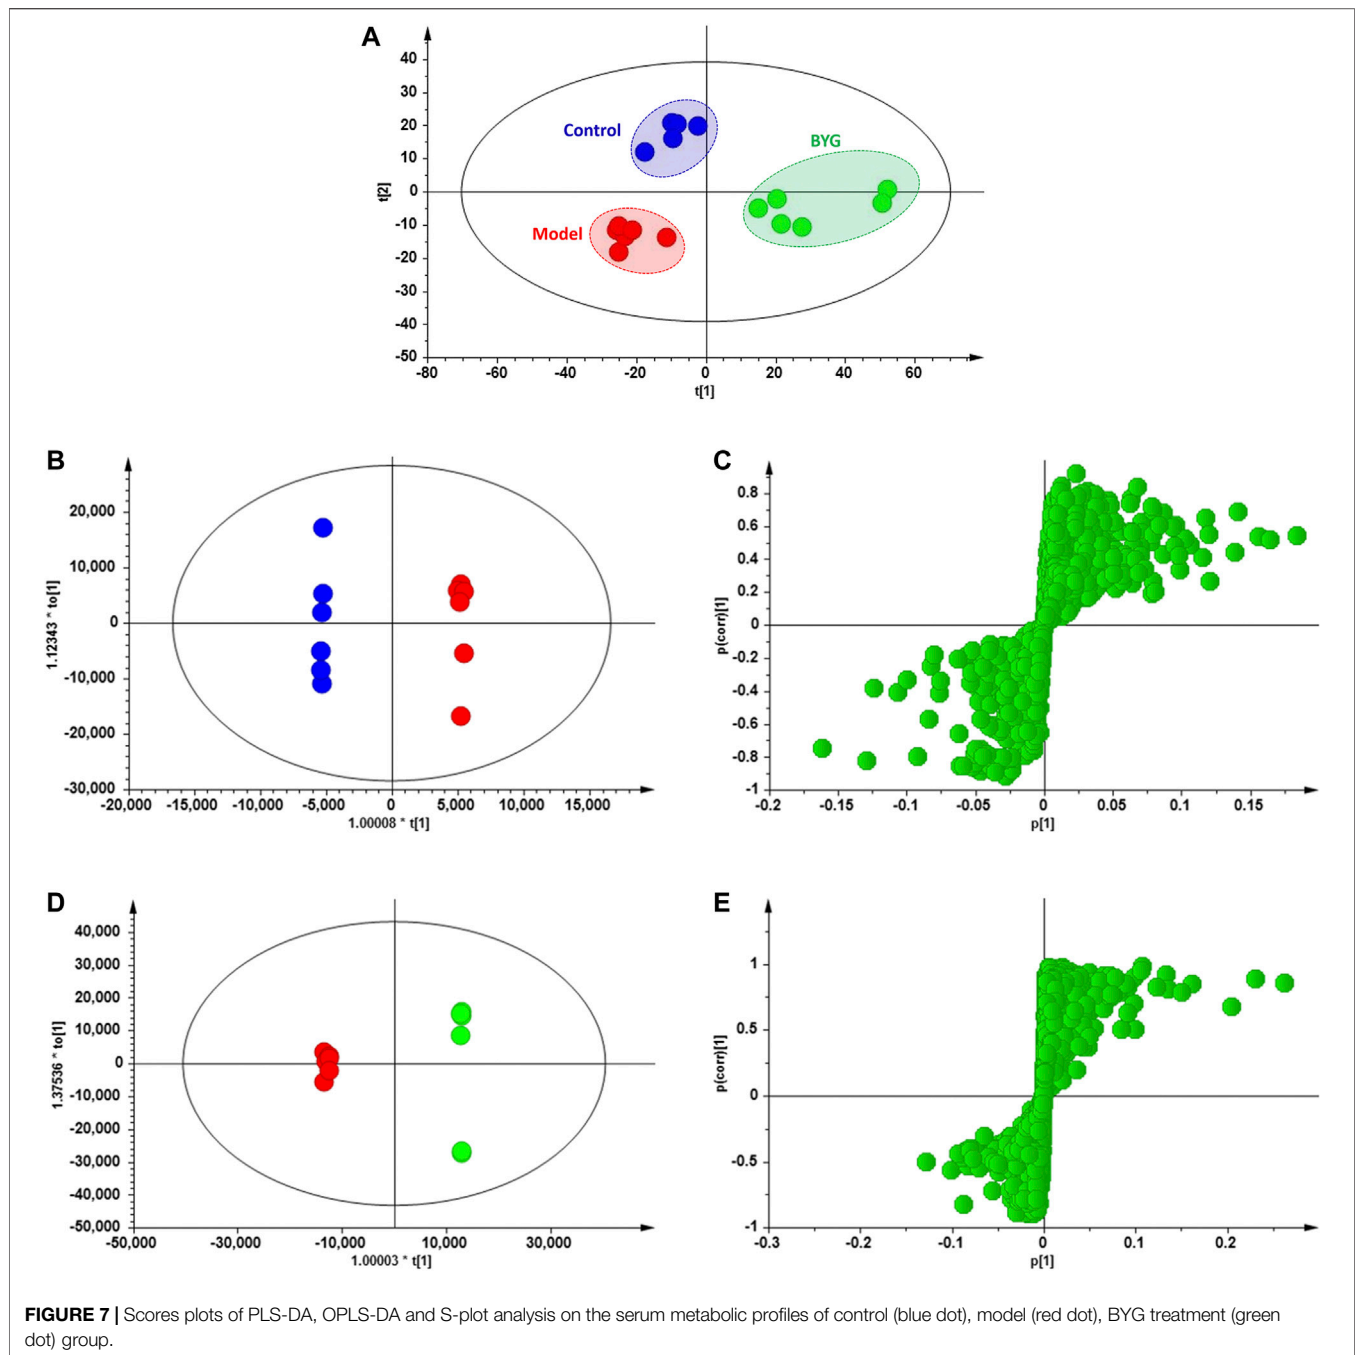 A
40
30
20
10
0
-10
-20
-30
-40
-50
t[2]
Control
BYG
Model
-80 -60 -40 -20 0 20 40 60
t[1]
B
20,000
10,000
0
-10,000
-20,000
-30,000
1.12343 * to[1]
-20,000 -15,000 -10,000 -5,000 0 5,000 10,000 15,000
1.00008 * t[1]
C
0.8
0.6
0.4
0.2
0
-0.2
-0.4
-0.6
-0.8
-1
p(corr)[1]
-0.2 -0.15 -0.1 -0.05 0 0.05 0.1 0.15
p[1]
D
40,000
30,000
20,000
10,000
0
-10,000
-20,000
-30,000
-40,000
-50,000
1.37536 * to[1]
-50,000 -30,000 -10,000 10,000 30,000
1.00003 * t[1]
E
1
0.5
0
-0.5
-1
p(corr)[1]
-0.3 -0.2 -0.1 0 0.1 0.2
p[1]
FIGURE 7 | Scores plots of PLS-DA, OPLS-DA and S-plot analysis on the serum metabolic profiles of control (blue dot), model (red dot), BYG treatment (green
dot) group.